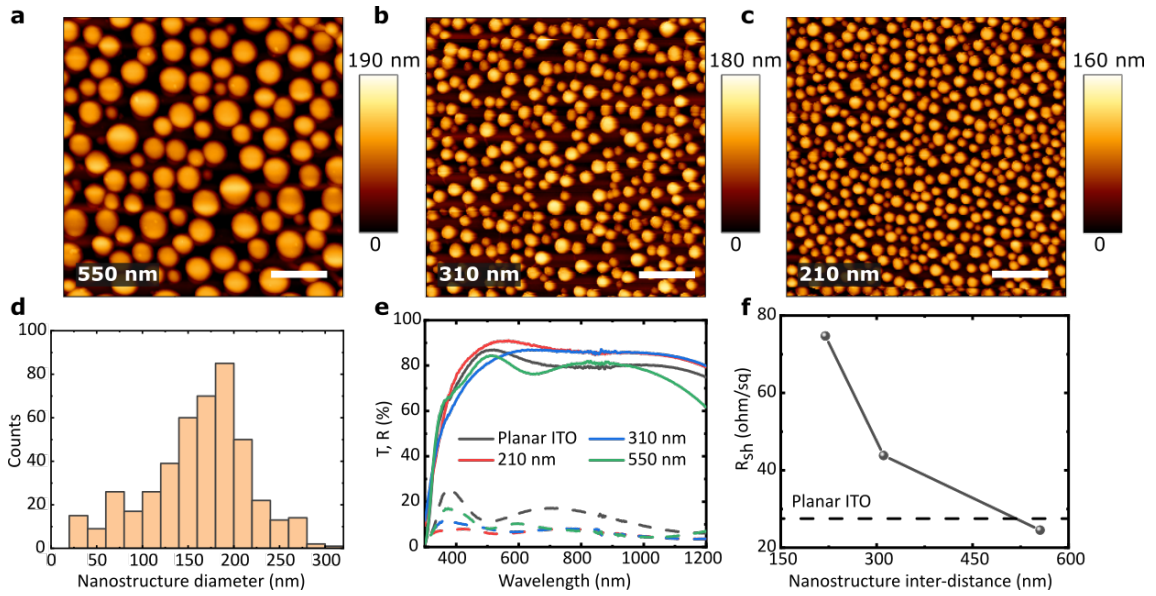 a
190 nm
0
550 nm
b
180 nm
0
310 nm
c
160 nm
0
210 nm
d
100
80
60
40
20
0
Counts
0 50 100 150 200 250 300
Nanostructure diameter (nm)
e
100
80
60
40
20
0
T, R (%)
Planar ITO
210 nm
310 nm
550 nm
400 600 800 1000 1200
Wavelength (nm)
f
80
60
40
20
Rsh (ohm/sq)
Planar ITO
150 300 450 600
Nanostructure inter-distance (nm)